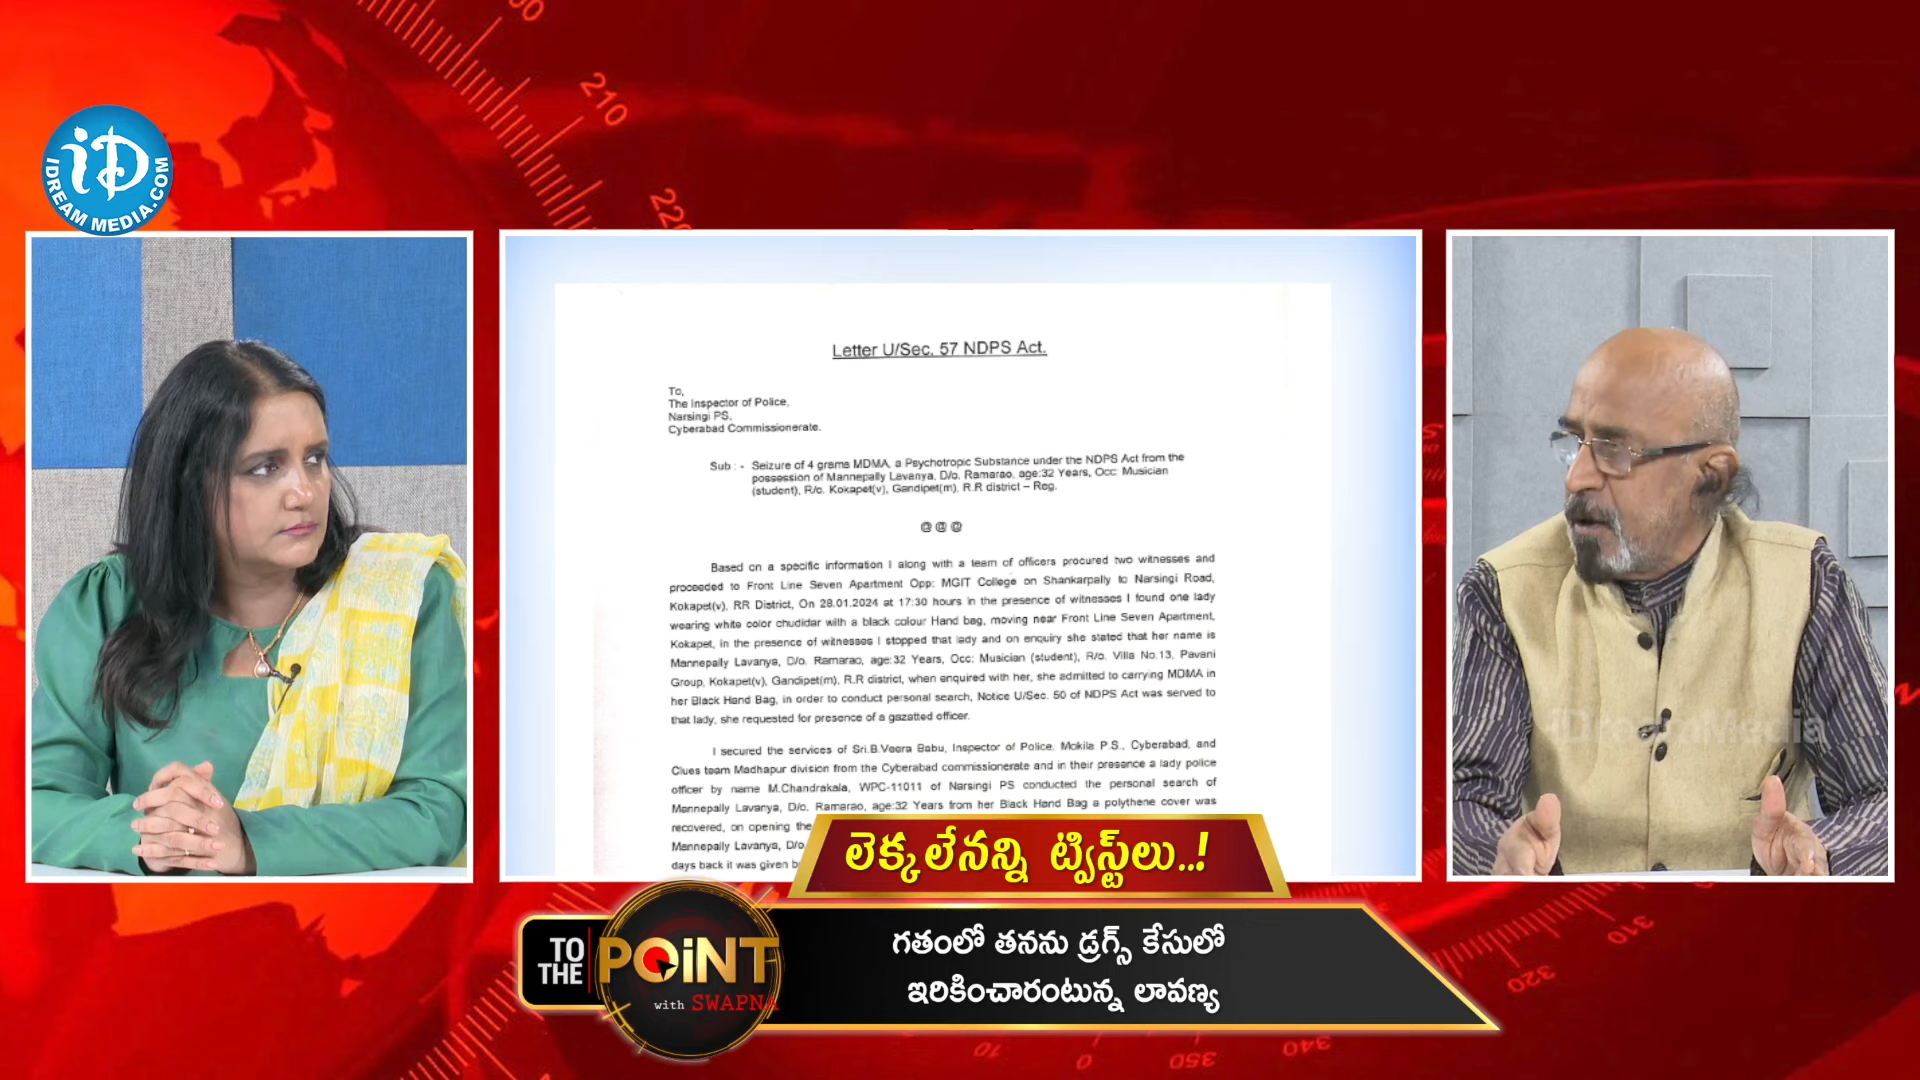 210
220
iD
IDREAM MEDIA.COM
Letter U/Sec. 57 NDPS Act.
To,
The Inspector of Police,
Narsingi PS,
Cyberabad Commissionerate.
Sub : - Seizure of 4 grams MDMA, a Psychotropic Substance under the NDPS Act from the
possession of Mannepally Lavanya, D/o. Ramarao, age:32 Years, Occ: Musician
(student), R/o. Kokapet(v), Gandipet(m), R.R district – Reg.
@@@
Based on a specific information I along with a team of officers procured two witnesses and
proceeded to Front Line Seven Apartment Opp: MGIT College on Shankarpally to Narsingi Road,
Kokapet(v), RR District, On 28.01.2024 at 17:30 hours in the presence of witnesses I found one lady
wearing white color chudidar with a black colour Hand bag, moving near Front Line Seven Apartment,
Kokapet, in the presence of witnesses I stopped that lady and on enquiry she stated that her name is
Mannepally Lavanya, D/o. Ramarao, age:32 Years, Occ: Musician (student), R/o. Villa No.13, Pavani
Group, Kokapet(v), Gandipet(m), R.R district, when enquired with her, she admitted to carrying MDMA in
her Black Hand Bag, in order to conduct personal search, Notice U/Sec. 50 of NDPS Act was served to
that lady, she requested for presence of a gazatted officer.
I secured the services of Sri.B.Veera Babu, Inspector of Police, Mokila P.S., Cyberabad, and
Clues team Madhapur division from the Cyberabad commissionerate and in their presence a lady police
officer by name M.Chandrakala, WPC-11011 of Narsingi PS conducted the personal search of
Mannepally Lavanya, D/o. Ramarao, age:32 Years from her Black Hand Bag a polythene cover was
recovered, on opening the
Mannepally Lavanya, D/o.
days back it was given
iDreamMedia
లెక్కలేనన్ని ట్విస్ట్‌లు..!
TO THE POiNT
with SWAPNA
గతంలో తనను డ్రగ్స్ కేసులో
ఇరికించారంటున్న లావణ్య
310
320
340
350
0
10